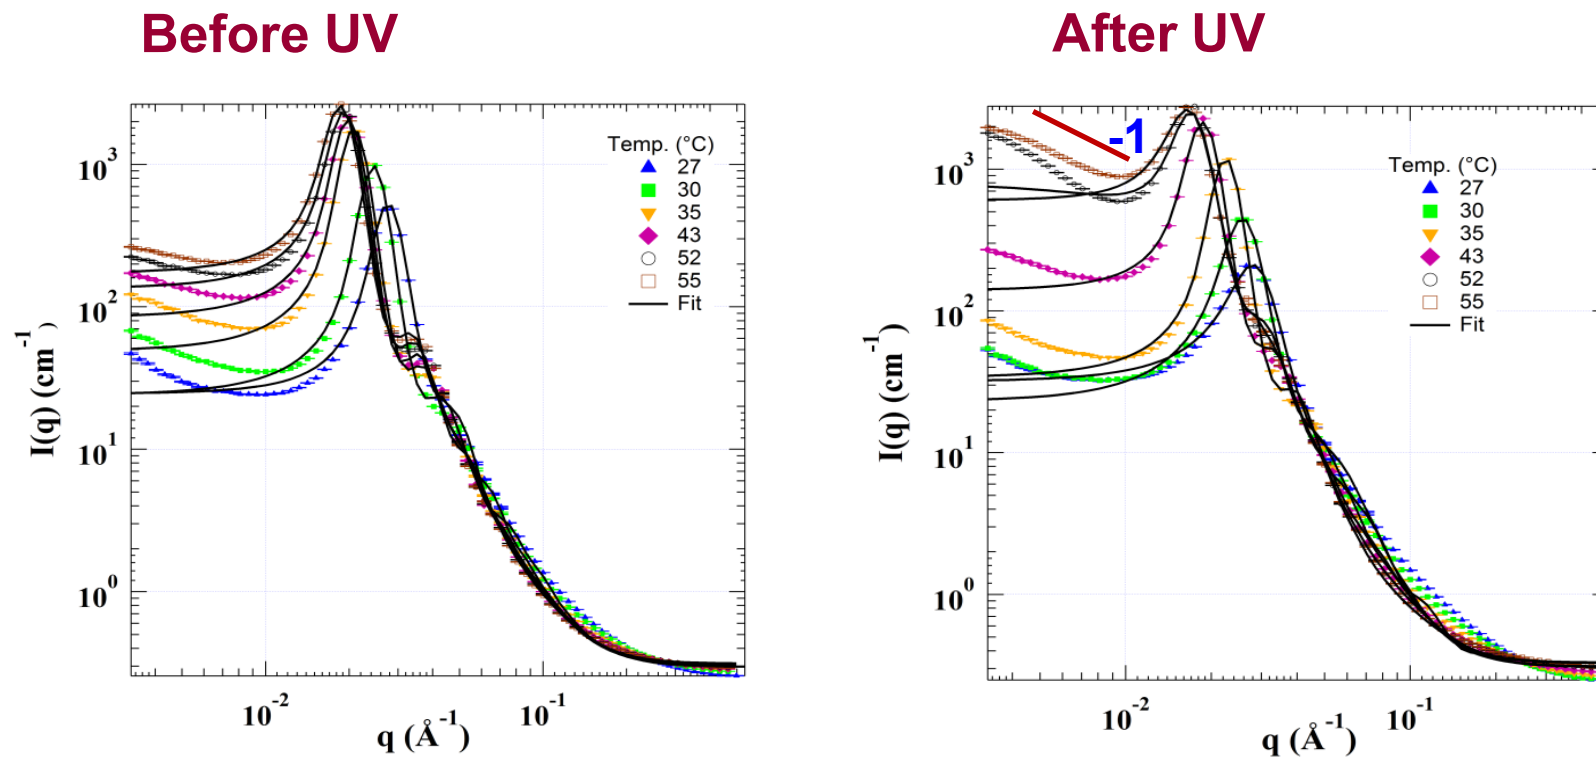 Before UV
After UV
Temp. (°C)
27
30
35
43
52
55
Fit
10³
10²
10¹
10⁰
I(q) (cm⁻¹)
10⁻²
10⁻¹
q (Å⁻¹)
-1
Temp. (°C)
27
30
35
43
52
55
Fit
10³
10²
10¹
10⁰
I(q) (cm⁻¹)
10⁻²
10⁻¹
q (Å⁻¹)